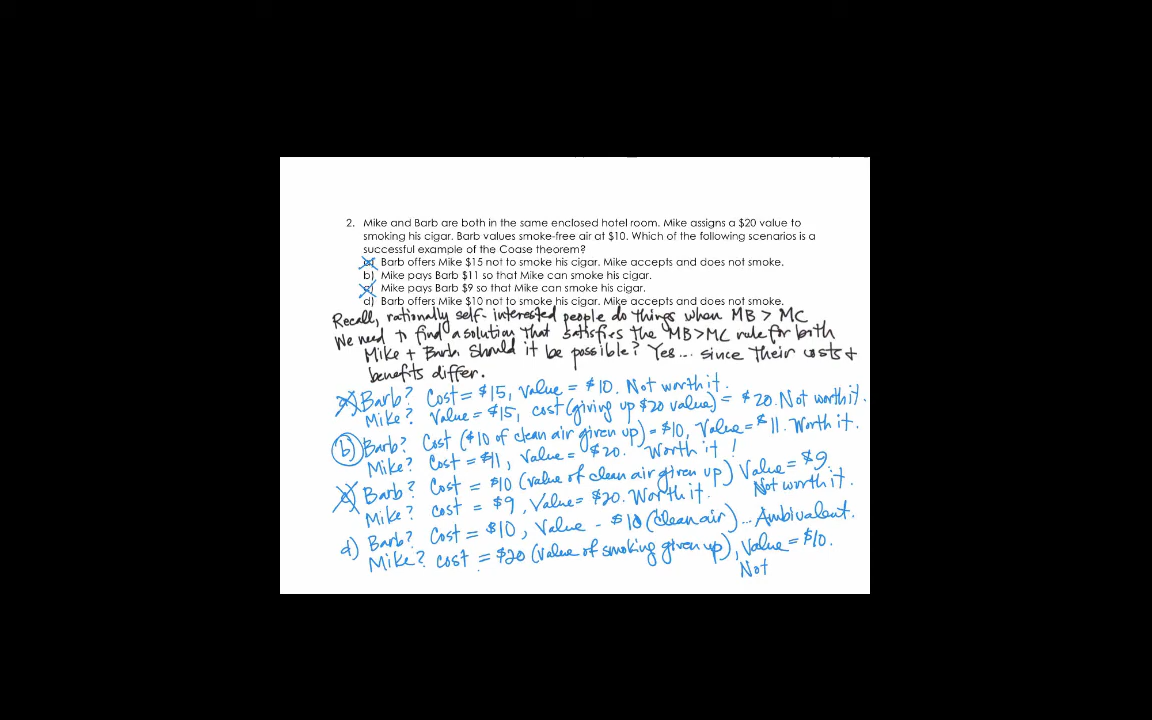 2. Mike and Barb are both in the same enclosed hotel room. Mike assigns a $20 value to
smoking his cigar. Barb values smoke-free air at $10. Which of the following scenarios is a
successful example of the Coase theorem?
a) Barb offers Mike $15 not to smoke his cigar. Mike accepts and does not smoke.
b) Mike pays Barb $11 so that Mike can smoke his cigar.
c) Mike pays Barb $9 so that Mike can smoke his cigar.
d) Barb offers Mike $10 not to smoke his cigar. Mike accepts and does not smoke.
Recall, rationally self-interested people do things when MB > MC
We need to find a solution that satisfies the MB>MC rule for both
Mike + Barb. Should it be possible? Yes... since their costs +
benefits differ.
a) Barb? Cost = $15, Value = $10. Not worth it.
Mike? Value = $15, cost (giving up $20 value) = $20. Not worth it.
b) Barb? Cost ($10 of clean air given up) = $10, Value = $11. Worth it.
Mike? Cost = $11, Value = $20. Worth it!
c) Barb? Cost = $10 (value of clean air given up) Value = $9.
Not worth it.
Mike? cost = $9, Value = $20. Worth it.
d) Barb? Cost = $10, Value - $10 (clean air)... Ambivalent.
Mike? cost = $20 (value of smoking given up), Value = $10.
Not